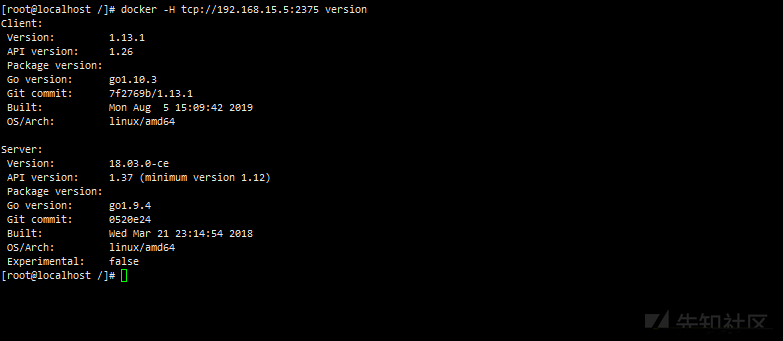 [root@localhost /]# docker -H tcp://192.168.15.5:2375 version
Client:
 Version:         1.13.1
 API version:     1.26
 Package version:
 Go version:      go1.10.3
 Git commit:      7f2769b/1.13.1
 Built:           Mon Aug  5 15:09:42 2019
 OS/Arch:         linux/amd64

Server:
 Version:         18.03.0-ce
 API version:     1.37 (minimum version 1.12)
 Package version:
 Go version:      go1.9.4
 Git commit:      0520e24
 Built:           Wed Mar 21 23:14:54 2018
 OS/Arch:         linux/amd64
 Experimental:    false
[root@localhost /]#
先知社区